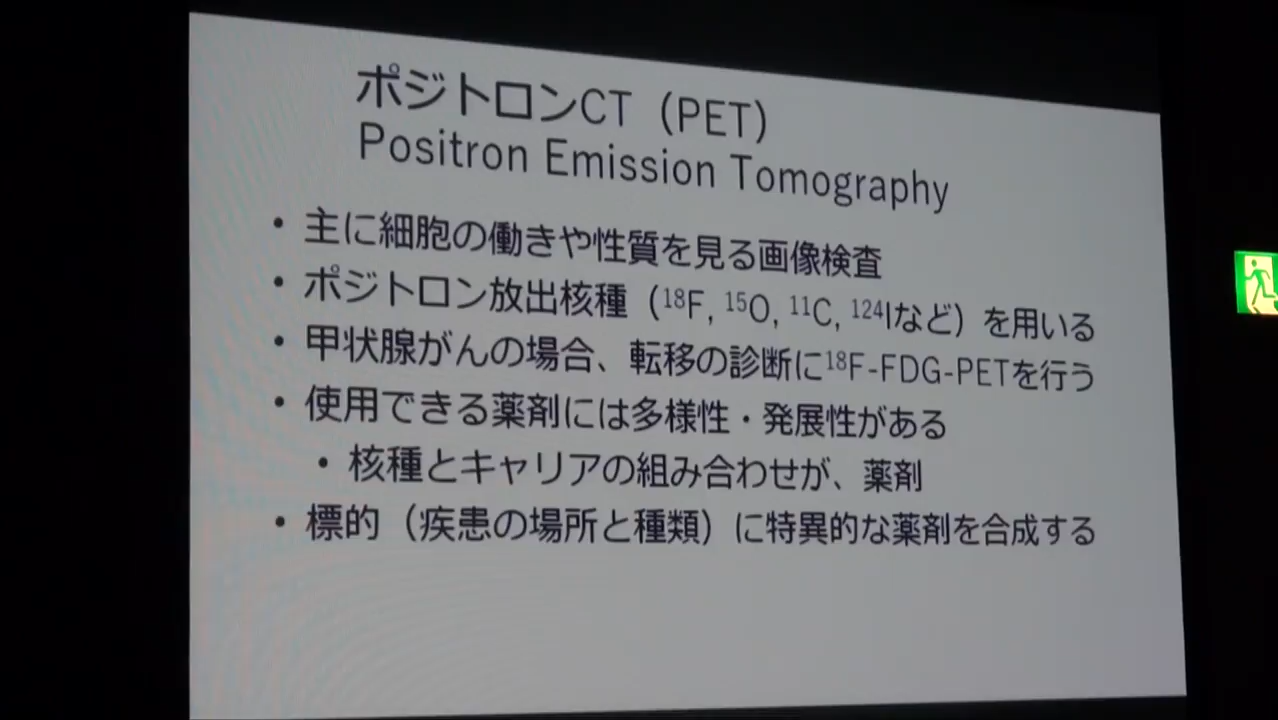 ポジトロンCT（PET）
Positron Emission Tomography
• 主に細胞の働きや性質を見る画像検査
• ポジトロン放出核種（¹⁸F, ¹⁵O, ¹¹C, ¹²⁴Iなど）を用いる
• 甲状腺がんの場合、転移の診断に¹⁸F-FDG-PETを行う
• 使用できる薬剤には多様性・発展性がある
• 核種とキャリアの組み合わせが、薬剤
• 標的（疾患の場所と種類）に特異的な薬剤を合成する